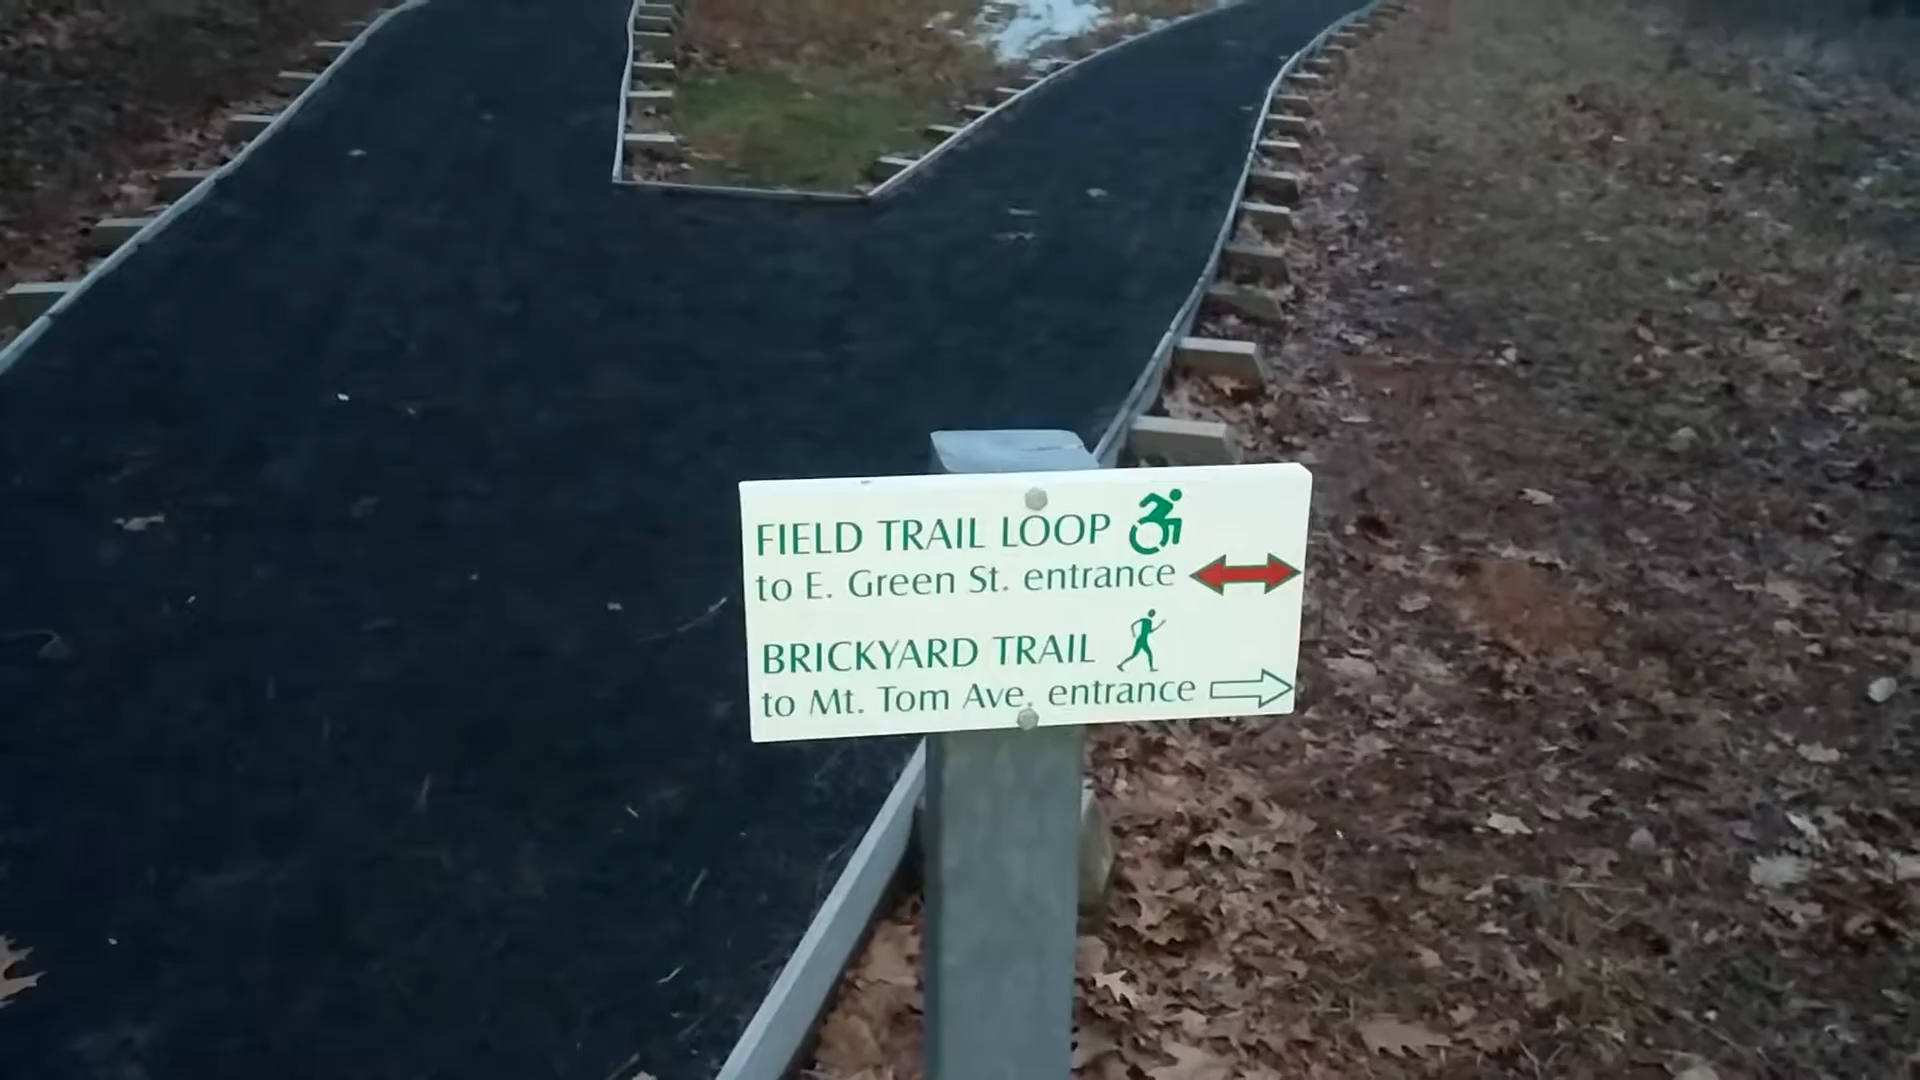 FIELD TRAIL LOOP
to E. Green St. entrance
BRICKYARD TRAIL
to Mt. Tom Ave. entrance